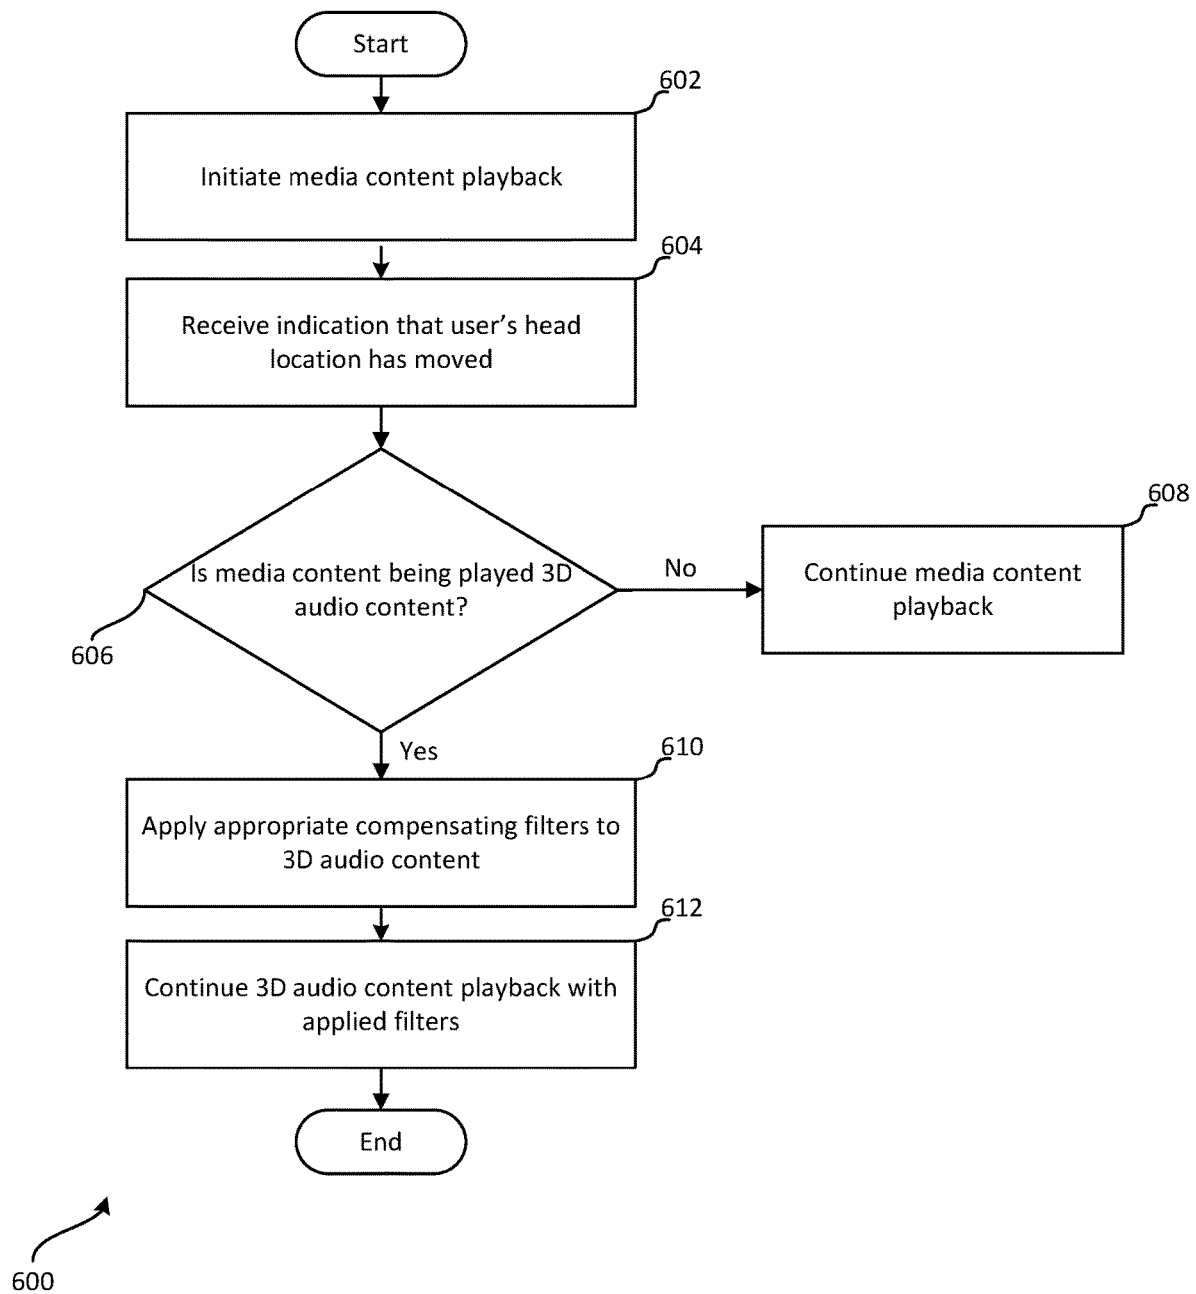 Start
602
Initiate media content playback
604
Receive indication that user's head
location has moved
Is media content being played 3D
audio content?
606
No
608
Continue media content
playback
Yes
610
Apply appropriate compensating filters to
3D audio content
612
Continue 3D audio content playback with
applied filters
End
600